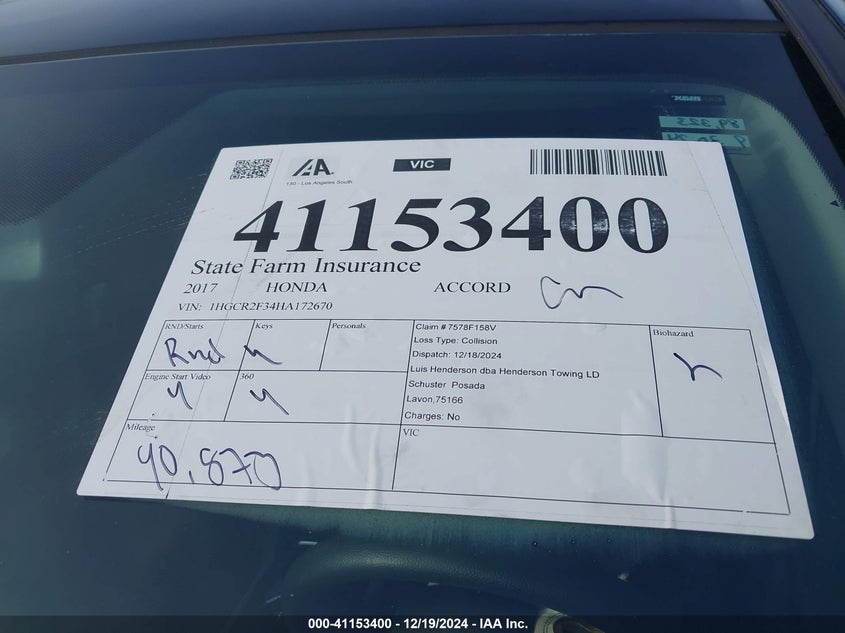 IAA.
130 - Los Angeles South
VIC
41153400
State Farm Insurance
2017 HONDA ACCORD
VIN: 1HGCR2F34HA172670
RND/Starts
Rnd
Keys
Personals
Engine Start Video
y
360
y
Mileage
90,870
Claim # 7578F158V
Loss Type: Collision
Dispatch: 12/18/2024
Luis Henderson dba Henderson Towing LD
Schuster Posada
Lavon,75166
Charges: No
Biohazard
VIC
000-41153400 - 12/19/2024 - IAA Inc.